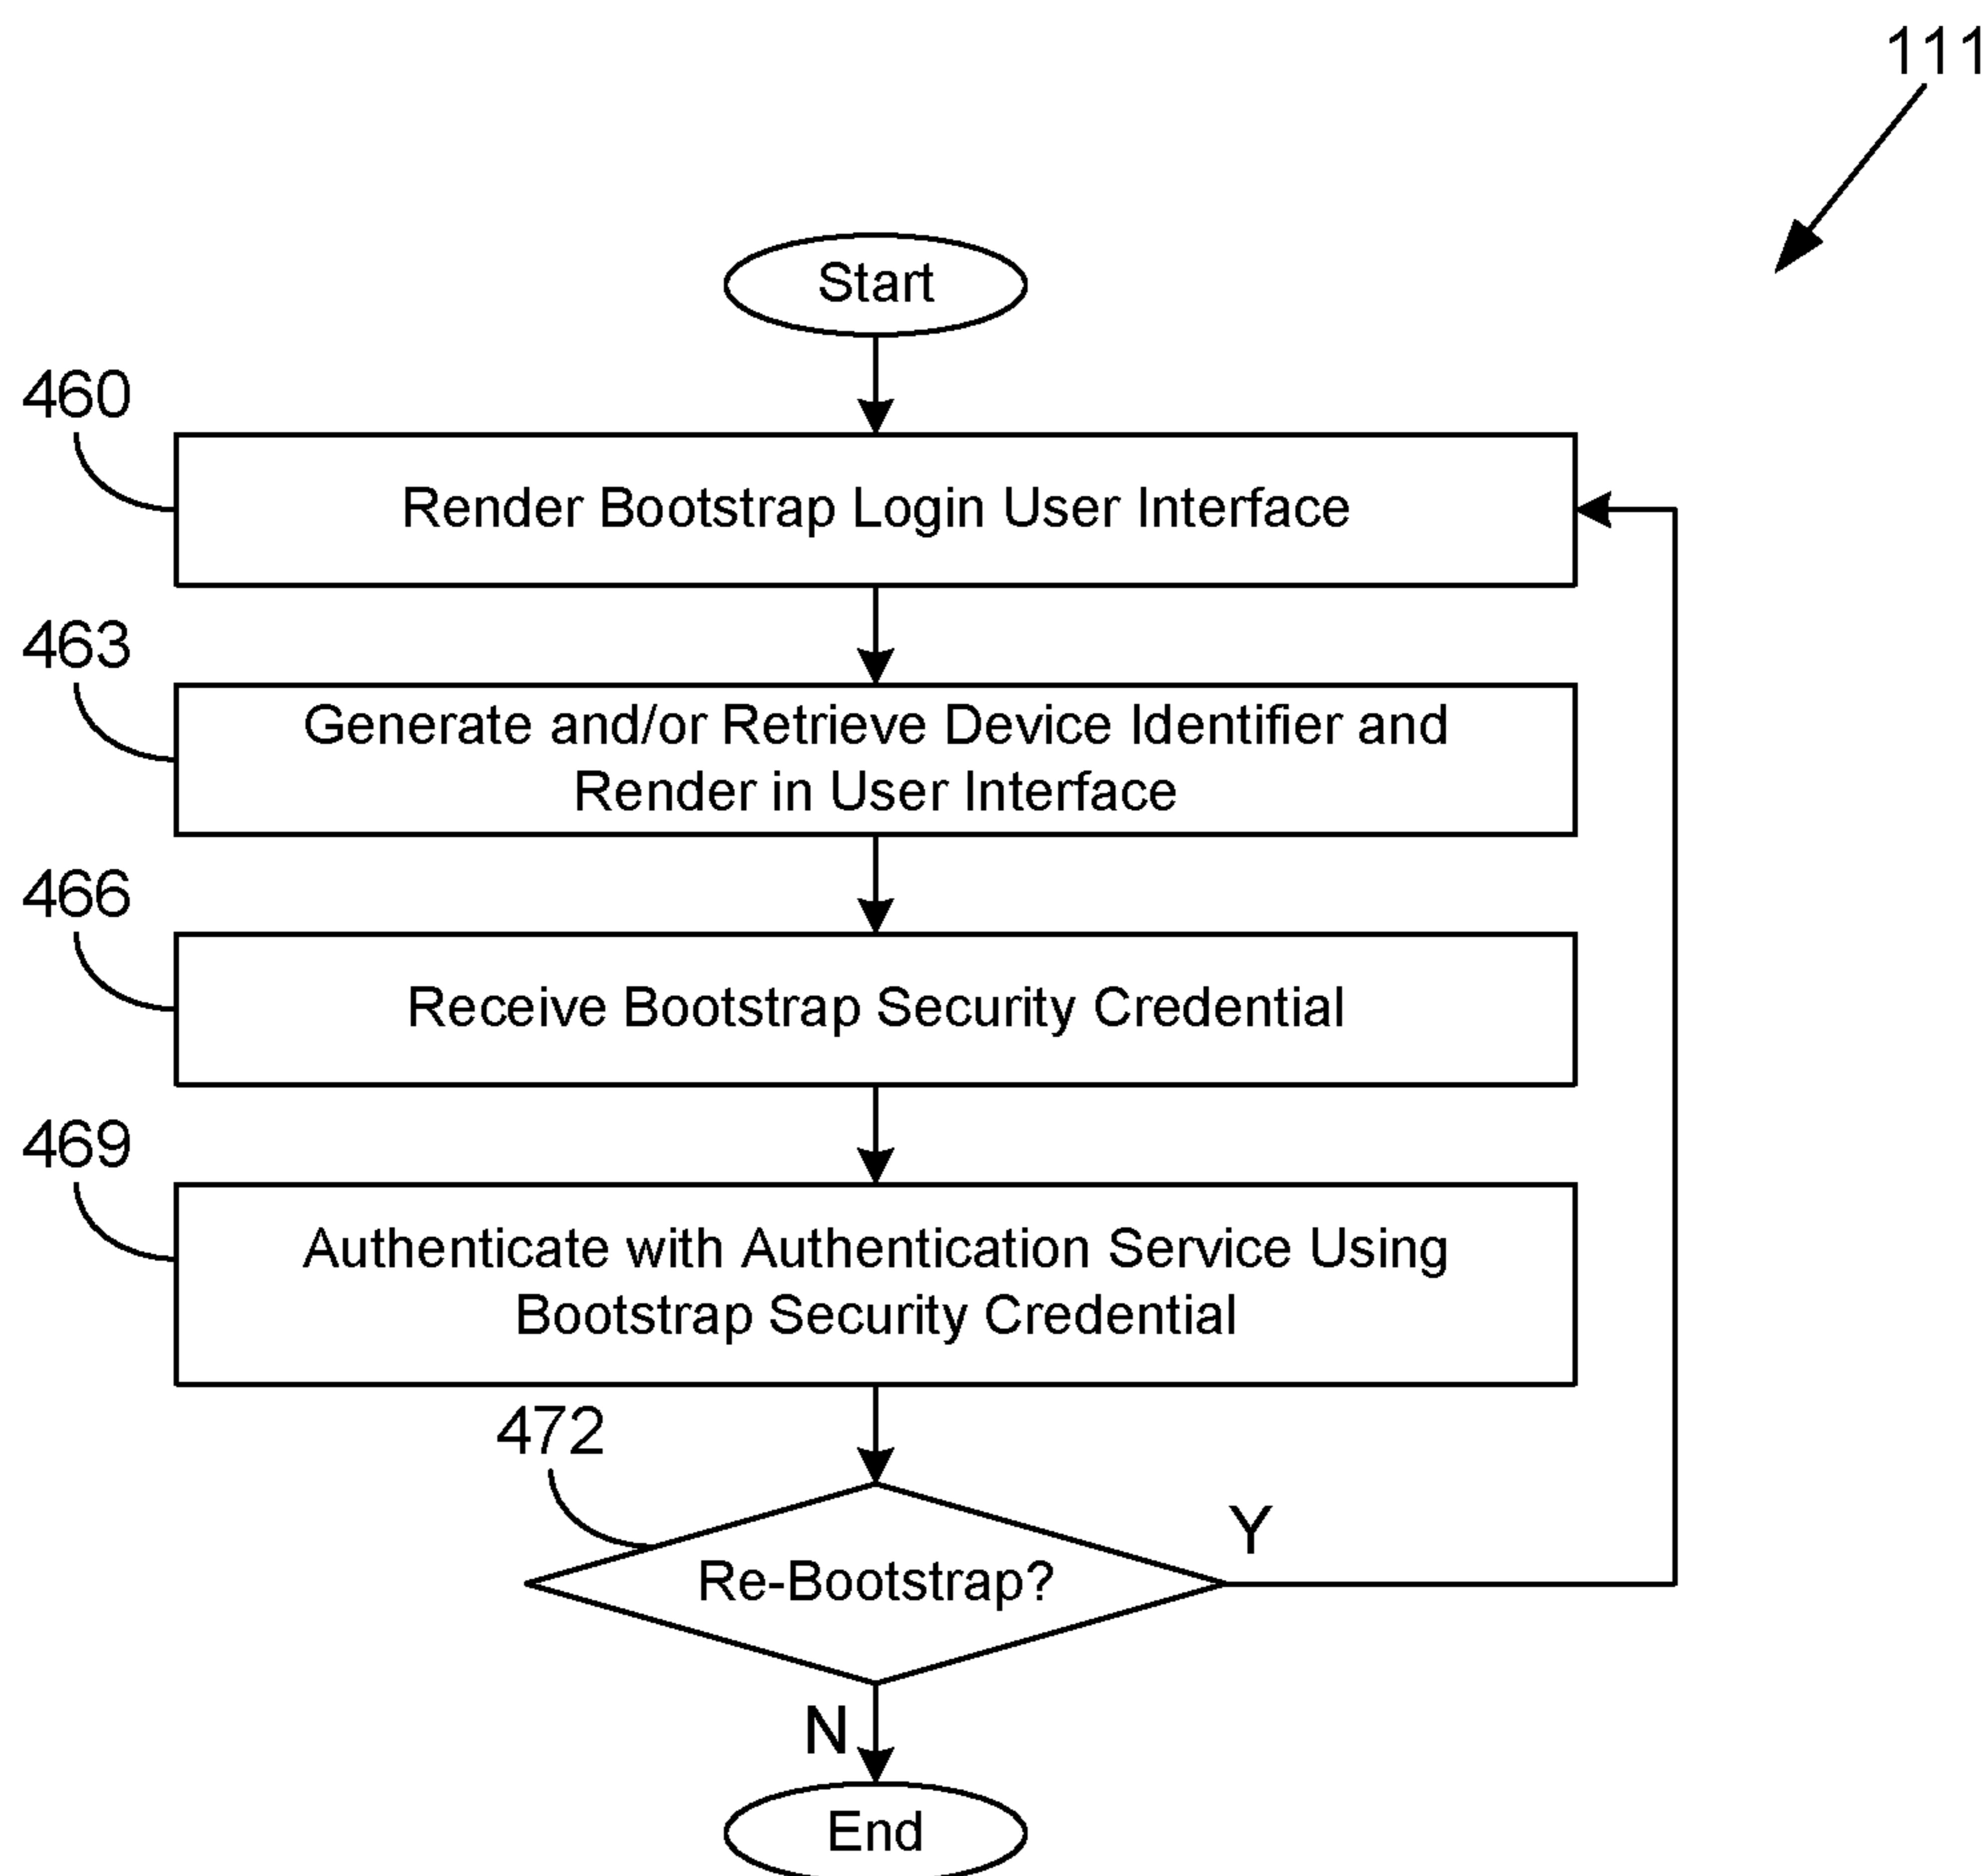 111
Start
460
Render Bootstrap Login User Interface
463
Generate and/or Retrieve Device Identifier and
Render in User Interface
466
Receive Bootstrap Security Credential
469
Authenticate with Authentication Service Using
Bootstrap Security Credential
472
Re-Bootstrap?
Y
N
End